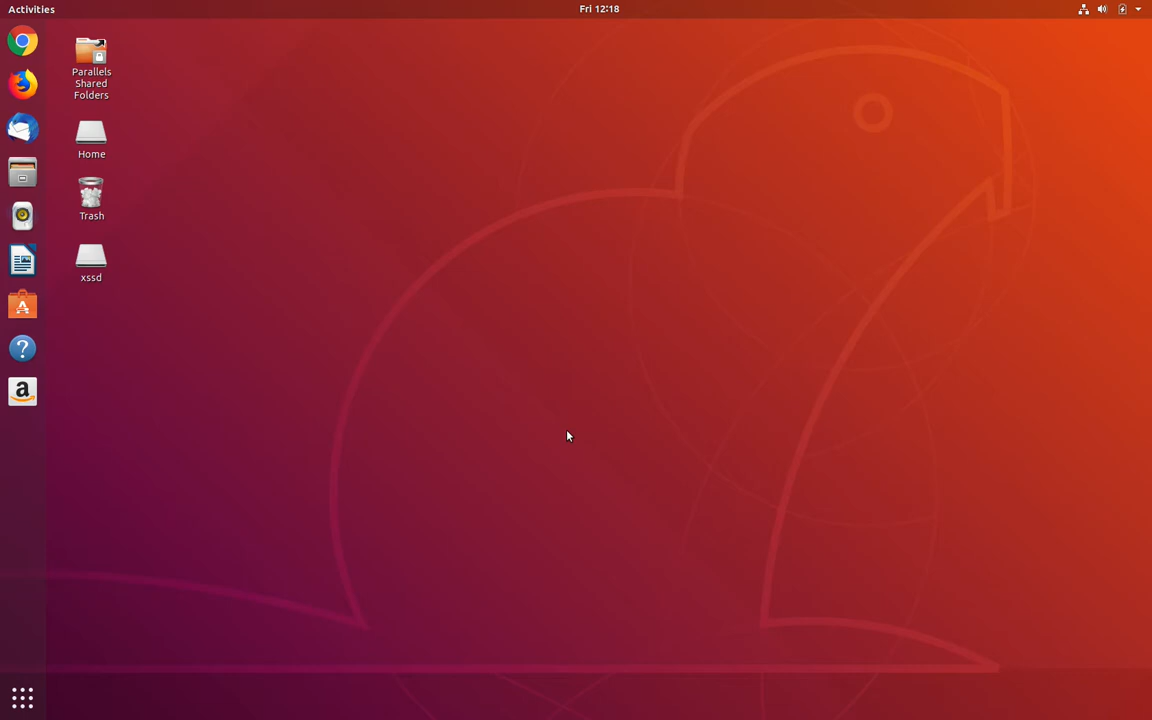 Activities
Fri 12:18
Parallels
Shared
Folders
Home
Trash
xssd